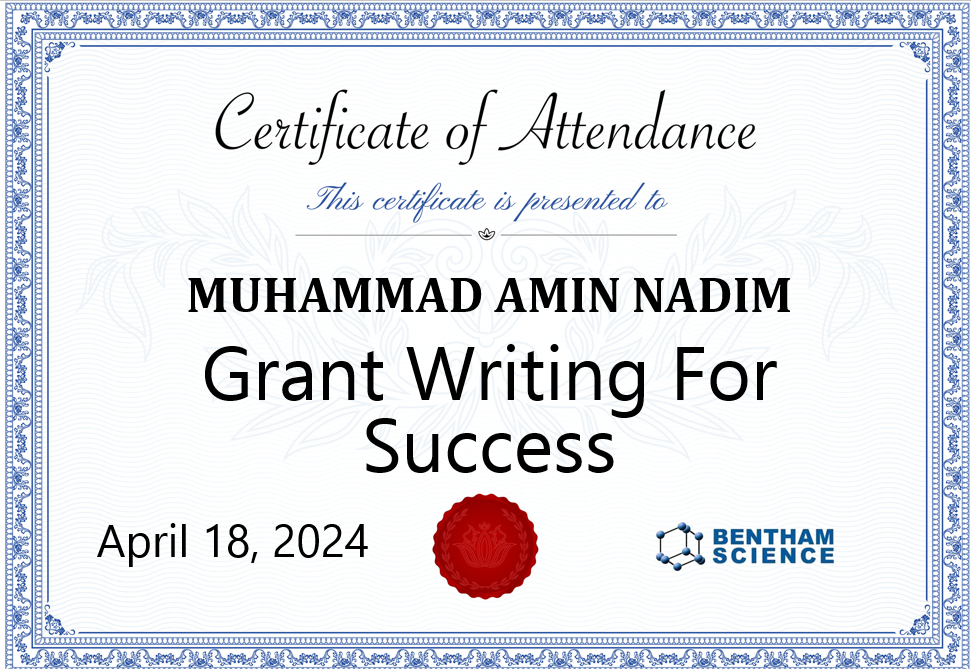 Certificate of Attendance
This certificate is presented to
MUHAMMAD AMIN NADIM
Grant Writing For
Success
April 18, 2024
BENTHAM
SCIENCE